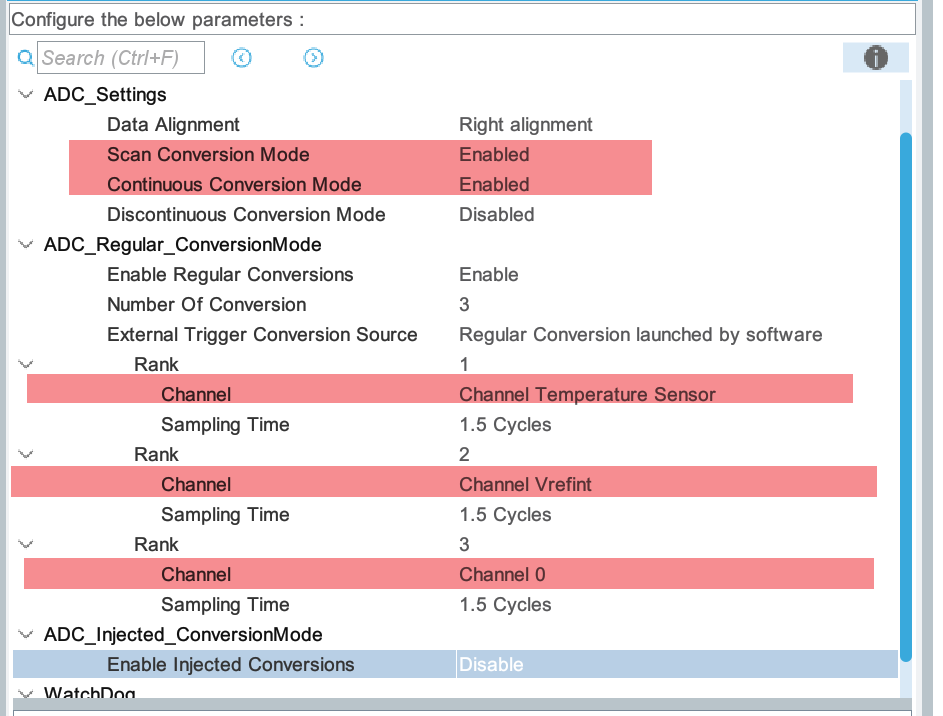 Configure the below parameters :
Search (Ctrl+F)
ADC_Settings
Data Alignment Right alignment
Scan Conversion Mode Enabled
Continuous Conversion Mode Enabled
Discontinuous Conversion Mode Disabled
ADC_Regular_ConversionMode
Enable Regular Conversions Enable
Number Of Conversion 3
External Trigger Conversion Source Regular Conversion launched by software
Rank 1
Channel Channel Temperature Sensor
Sampling Time 1.5 Cycles
Rank 2
Channel Channel Vrefint
Sampling Time 1.5 Cycles
Rank 3
Channel Channel 0
Sampling Time 1.5 Cycles
ADC_Injected_ConversionMode
Enable Injected Conversions Disable
WatchDog